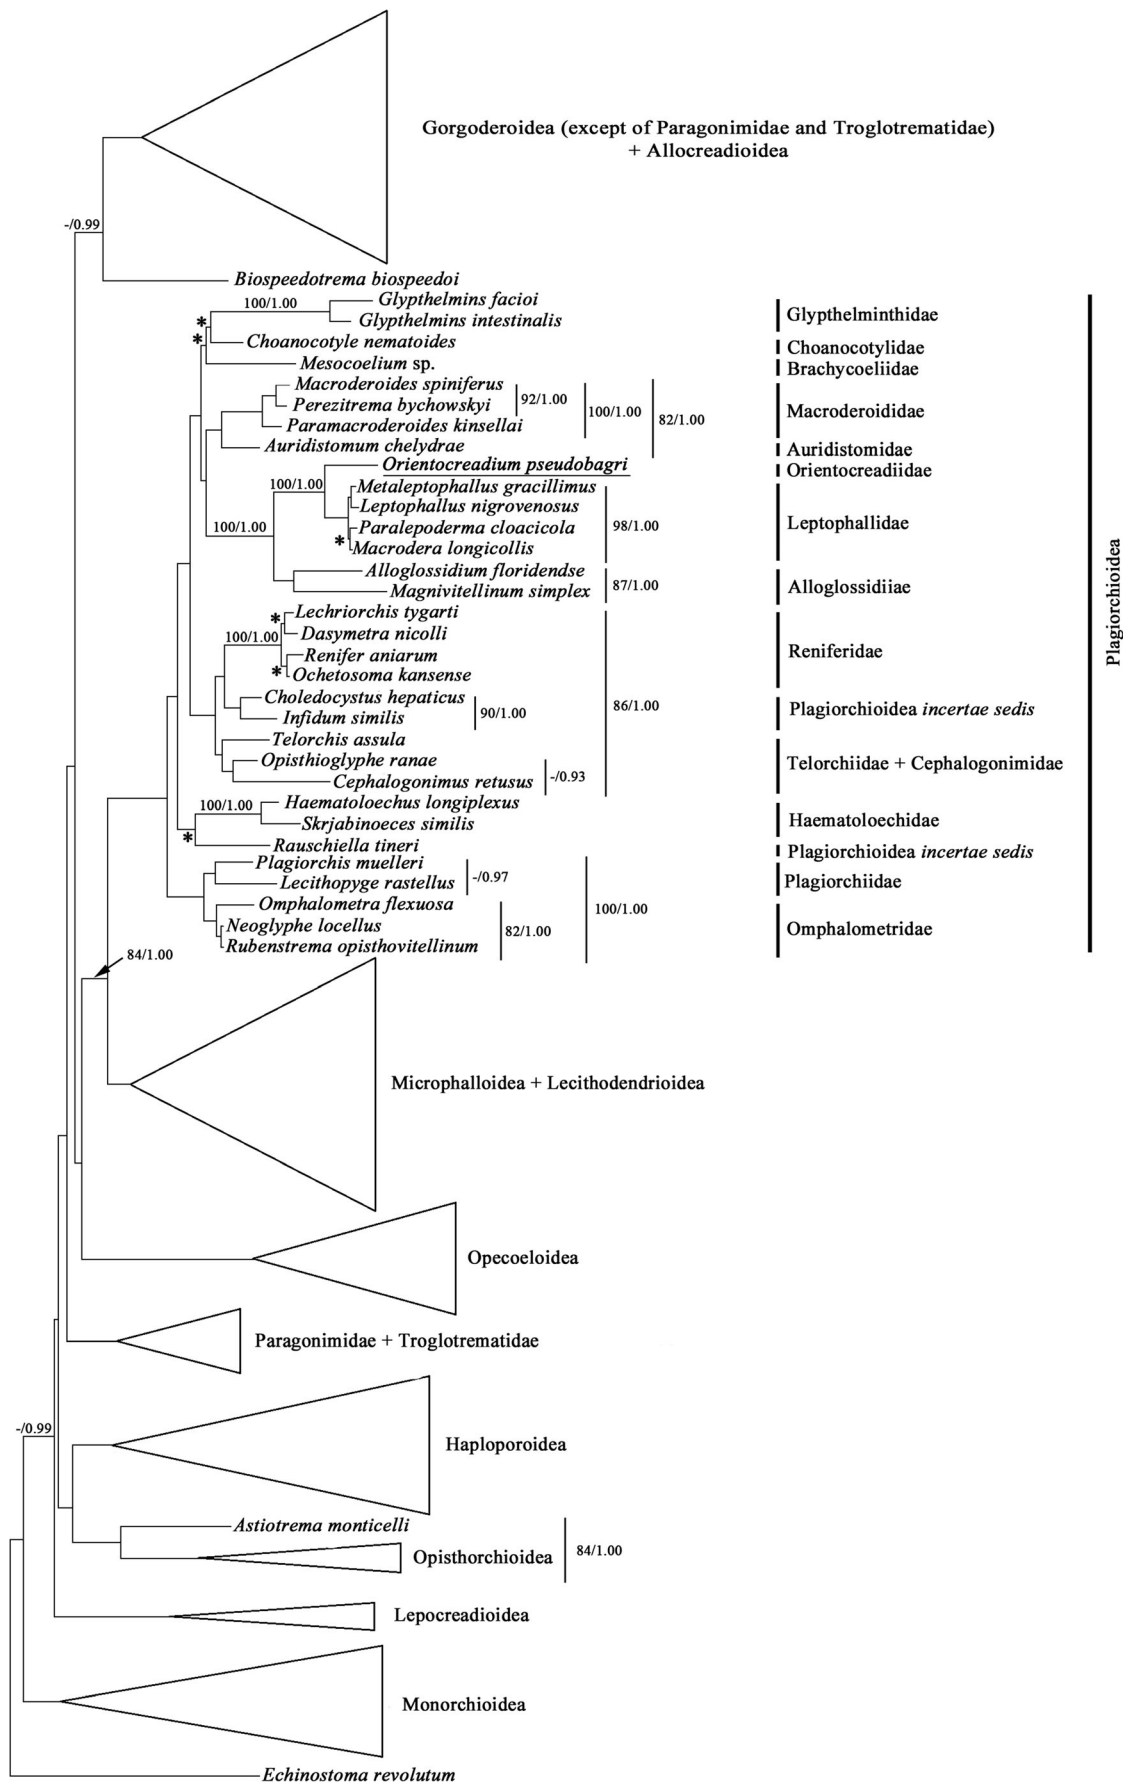 Gorgoderoidea (except of Paragonimidae and Troglotrematidae)
+ Allocreadioidea
-/0.99
Biospeedotrema biospeedoi
Glypthelmins facioi
100/1.00
Glypthelmins intestinalis
Glypthelminthidae
*
*
Choanocotyle nematoides
Choanocotylidae
Mesocoelium sp.
Brachycoeliidae
Macroderoides spiniferus
Perezitrema bychowskyi
92/1.00
100/1.00
82/1.00
Macroderoididae
Paramacroderoides kinsellai
Auridistomum chelydrae
Auridistomidae
Orientocreadium pseudobagri
Orientocreadiidae
100/1.00
Metaleptophallus gracillimus
Leptophallus nigrovenosus
100/1.00
Paralepoderma cloacicola
98/1.00
Leptophallidae
*
Macrodera longicollis
Alloglossidium floridendse
Magnivitellinum simplex
87/1.00
Alloglossidiiae
Lechriorchis tygarti
*
Dasymetra nicolli
100/1.00
Renifer aniarum
Reniferidae
*
Ochetosoma kansense
Choledocystus hepaticus
Infidum similis
90/1.00
86/1.00
Plagiorchioidea incertae sedis
Telorchis assula
Opisthioglyphe ranae
Telorchiidae + Cephalogonimidae
Cephalogonimus retusus
-/0.93
Haematoloechus longiplexus
100/1.00
Skrjabinoeces similis
Haematoloechidae
*
Rauschiella tineri
Plagiorchioidea incertae sedis
Plagiorchis muelleri
Lecithopyge rastellus
-/0.97
Plagiorchiidae
Omphalometra flexuosa
100/1.00
Neoglyphe locellus
82/1.00
Omphalometridae
Rubenstrema opisthovitellinum
Plagiorchioidea
84/1.00
Microphalloidea + Lecithodendrioidea
Opecoeloidea
Paragonimidae + Troglotrematidae
-/0.99
Haploporoidea
Astiotrema monticelli
Opisthorchioidea
84/1.00
Lepocreadioidea
Monorchioidea
Echinostoma revolutum